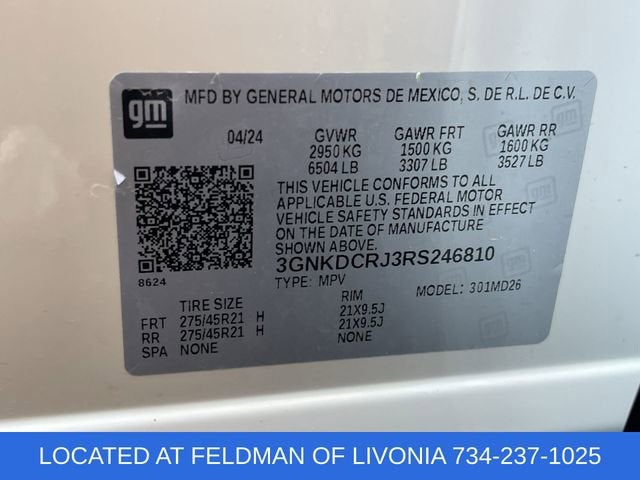 gm
MFD BY GENERAL MOTORS DE MEXICO, S. DE R.L. DE C.V.
04/24 GVWR GAWR FRT GAWR RR
2950 KG 1500 KG 1600 KG
6504 LB 3307 LB 3527 LB
THIS VEHICLE CONFORMS TO ALL
APPLICABLE U.S. FEDERAL MOTOR
VEHICLE SAFETY STANDARDS IN EFFECT
ON THE DATE OF MANUFACTURE
SHOWN ABOVE.
3GNKDCRJ3RS246810
8624 TYPE: MPV MODEL: 301MD26
TIRE SIZE RIM
FRT 275/45R21 H 21X9.5J
RR 275/45R21 H 21X9.5J
SPA NONE NONE
LOCATED AT FELDMAN OF LIVONIA 734-237-1025